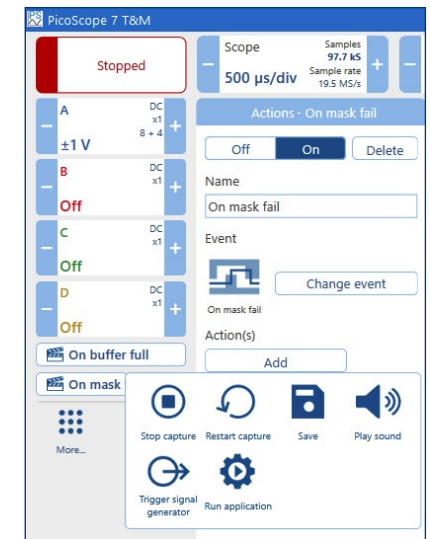 PicoScope 7 T&M
Stopped
Scope
500 µs/div
Samples
97.7 kS
Sample rate
19.5 MS/s
A
DC
x1
8 + 4
±1 V
B
DC
x1
Off
C
DC
x1
Off
D
DC
x1
Off
On buffer full
On mask
More...
Actions - On mask fail
Off
On
Delete
Name
On mask fail
Event
On mask fail
Change event
Action(s)
Add
Stop capture
Restart capture
Save
Play sound
Trigger signal
generator
Run application